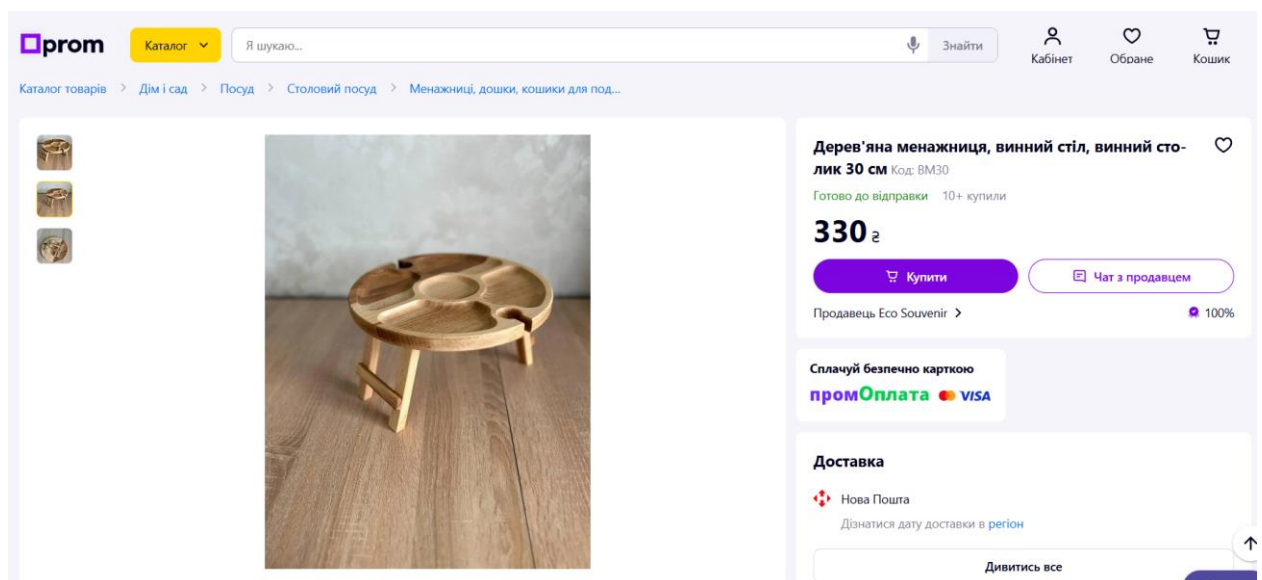 prom
Каталог
Я шукаю...
Знайти
Кабінет
Обране
Кошик
Каталог товарів > Дім і сад > Посуд > Столовий посуд > Менажниці, дошки, кошики для под...
Дерев'яна менажниця, винний стіл, винний сто-
лик 30 см Код: ВМ30
Готово до відправки 10+ купили
330 ₴
Купити
Чат з продавцем
Продавець Eco Souvenir >
100%
Сплачуй безпечно карткою
промОплата VISA
Доставка
Нова Пошта
Дізнатися дату доставки в регіон
Дивитись все